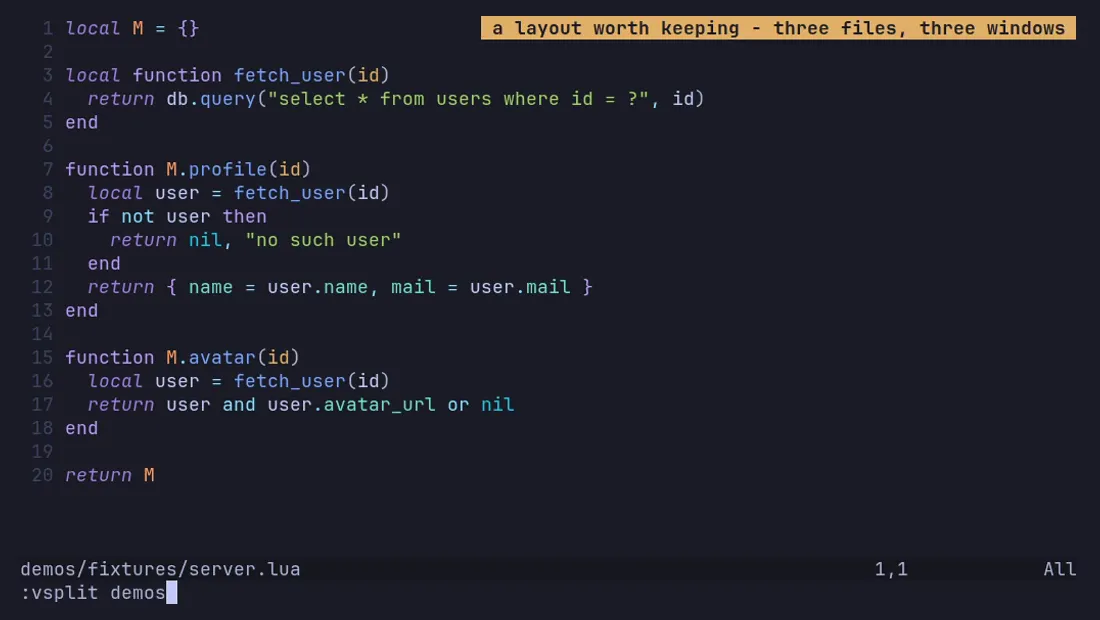 1 local M = {}
a layout worth keeping - three files, three windows
2
3 local function fetch_user(id)
4   return db.query("select * from users where id = ?", id)
5 end
6
7 function M.profile(id)
8   local user = fetch_user(id)
9   if not user then
10     return nil, "no such user"
11   end
12   return { name = user.name, mail = user.mail }
13 end
14
15 function M.avatar(id)
16   local user = fetch_user(id)
17   return user and user.avatar_url or nil
18 end
19
20 return M
demos/fixtures/server.lua 1,1 All
:vsplit demos